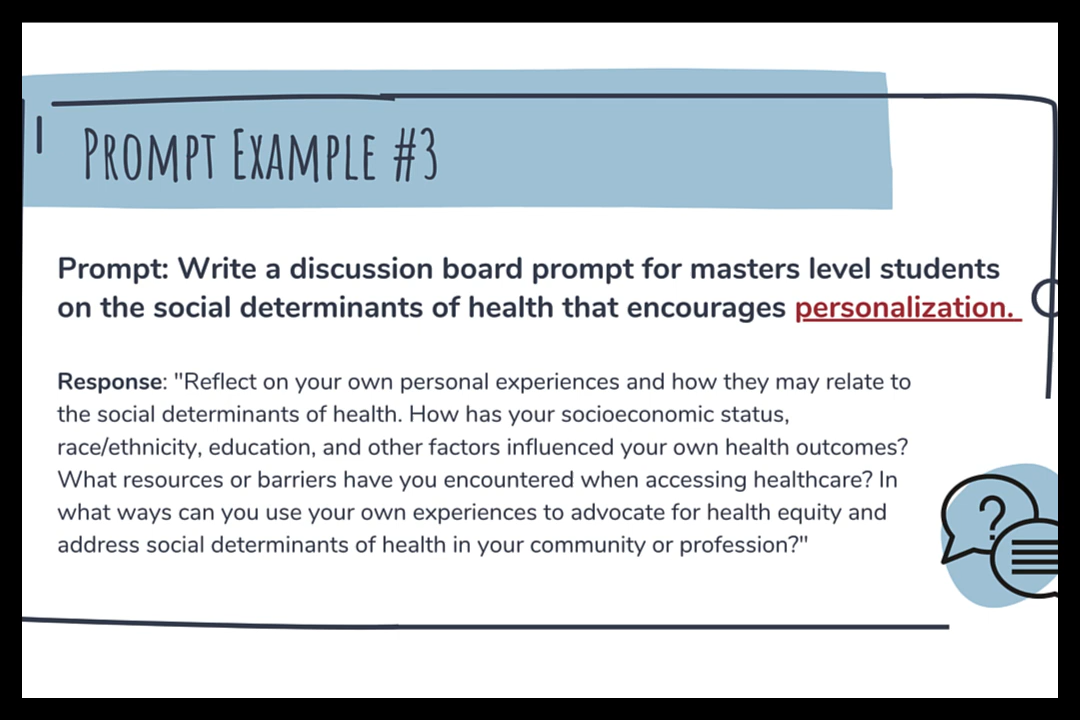 Prompt Example #3
Prompt: Write a discussion board prompt for masters level students
on the social determinants of health that encourages personalization.
Response: "Reflect on your own personal experiences and how they may relate to
the social determinants of health. How has your socioeconomic status,
race/ethnicity, education, and other factors influenced your own health outcomes?
What resources or barriers have you encountered when accessing healthcare? In
what ways can you use your own experiences to advocate for health equity and
address social determinants of health in your community or profession?"
?